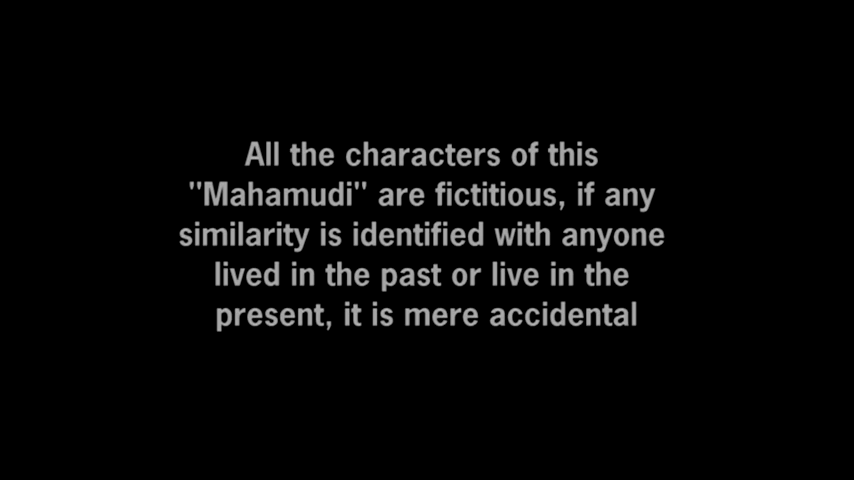 All the characters of this
"Mahamudi" are fictitious, if any
similarity is identified with anyone
lived in the past or live in the
present, it is mere accidental